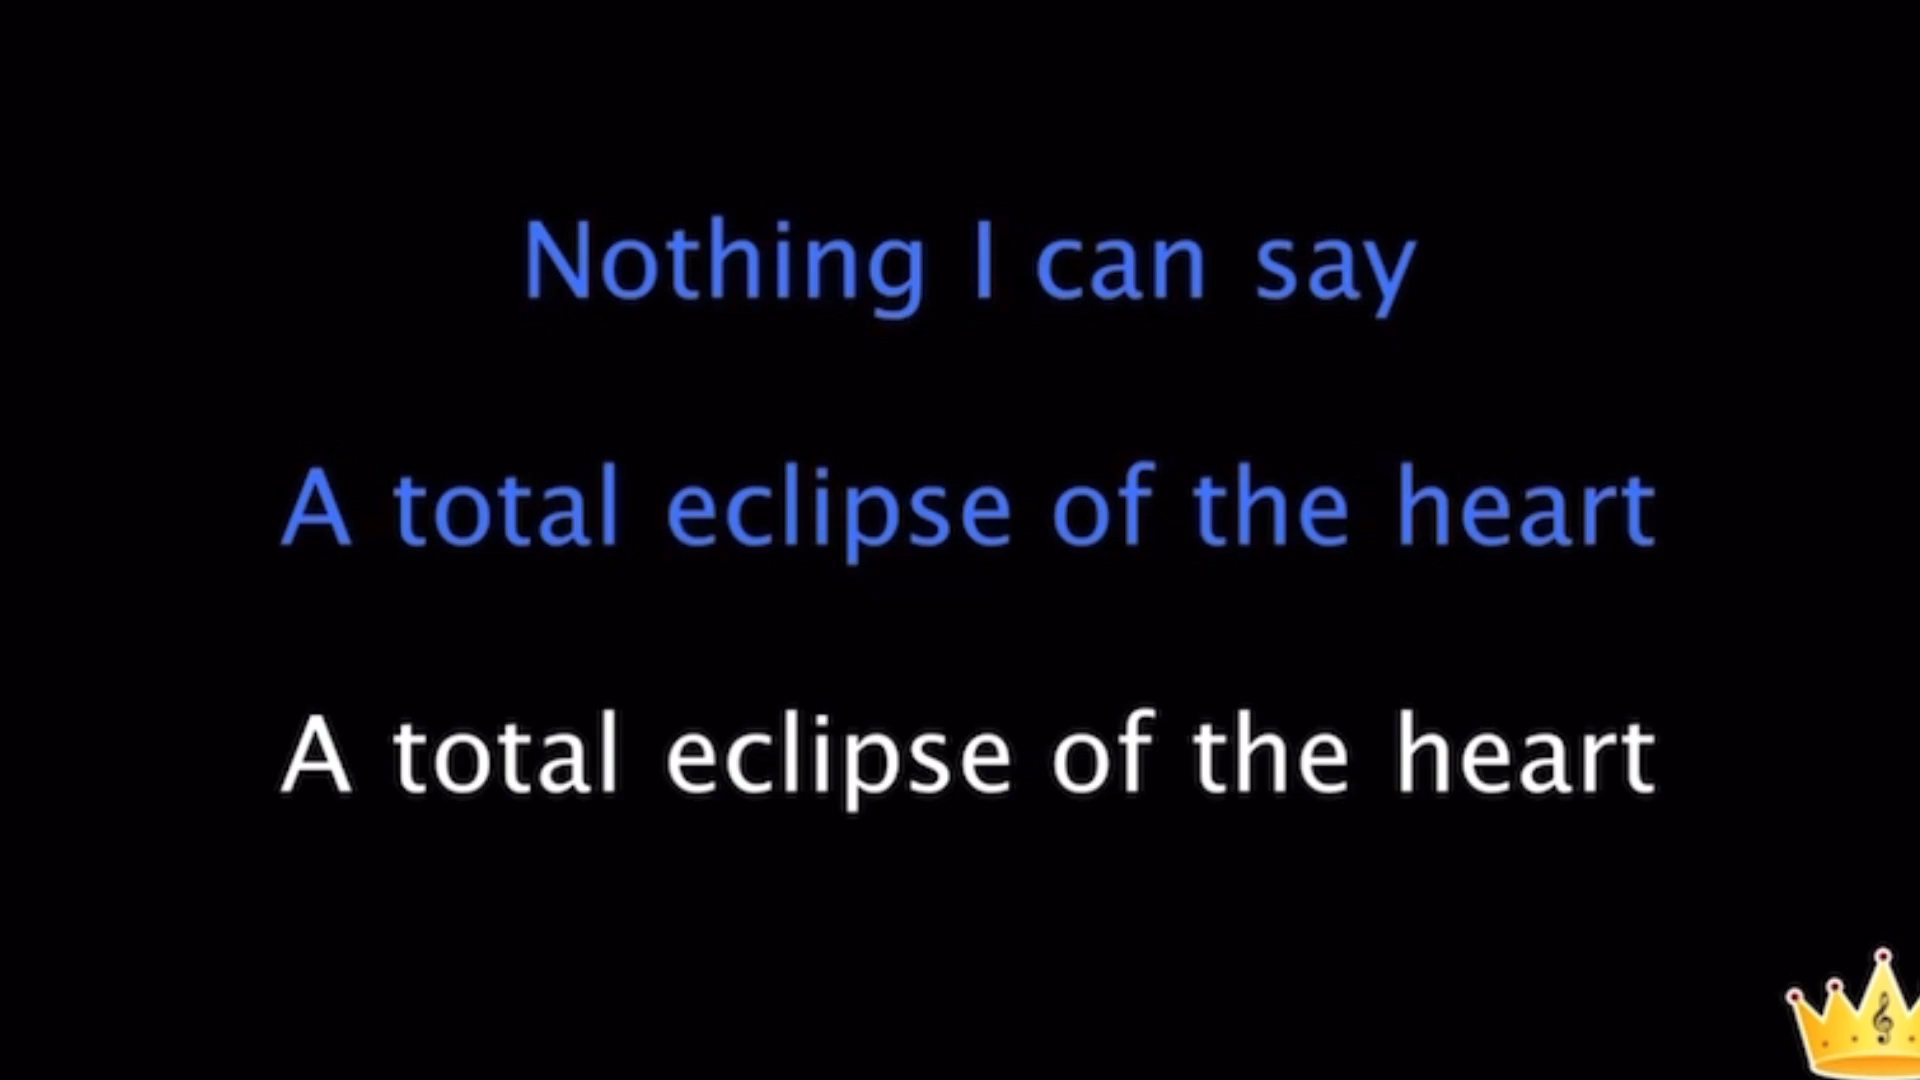 Nothing I can say
A total eclipse of the heart
A total eclipse of the heart